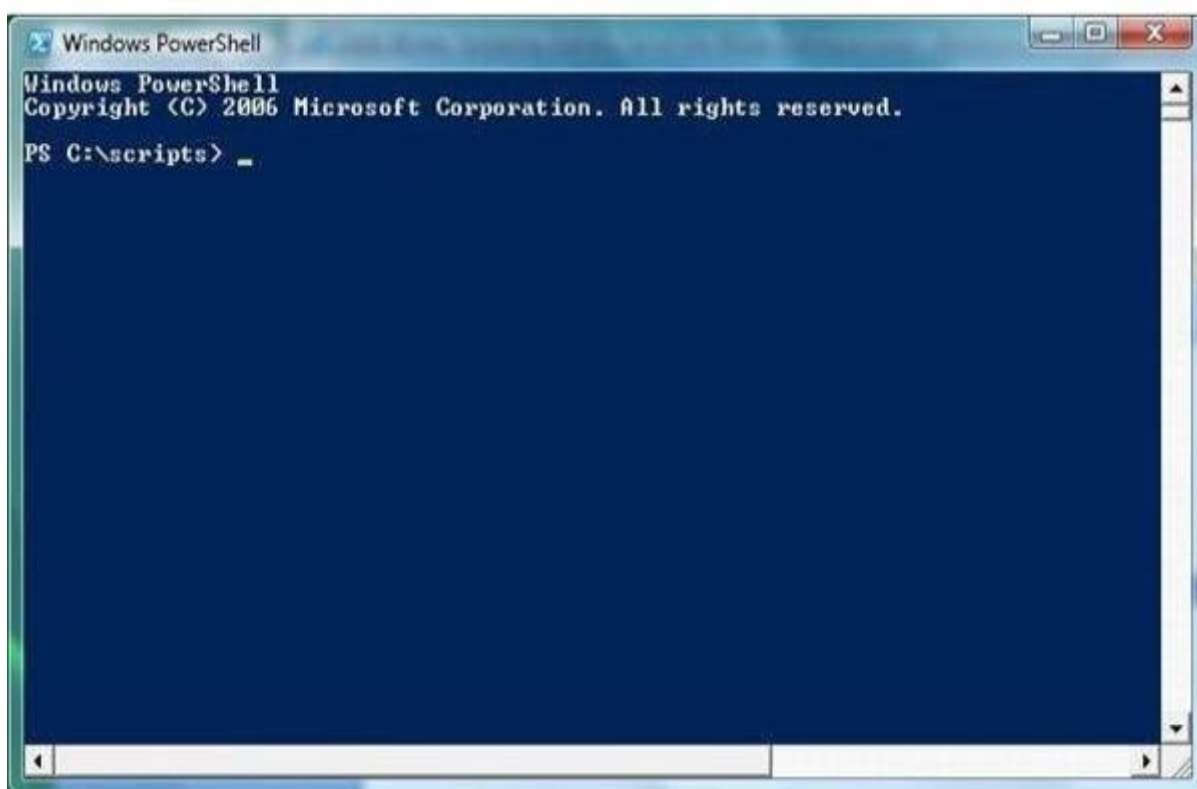 Windows PowerShell
Windows PowerShell
Copyright (C) 2006 Microsoft Corporation. All rights reserved.
PS C:\scripts> _